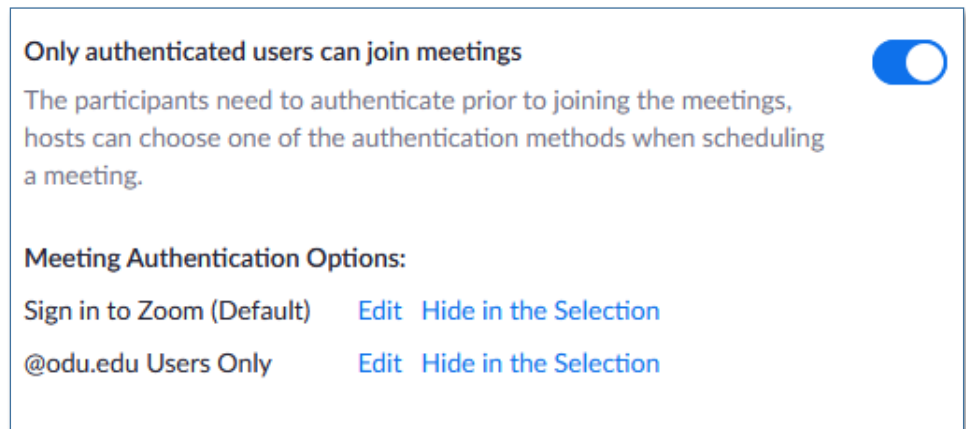 Only authenticated users can join meetings
The participants need to authenticate prior to joining the meetings,
hosts can choose one of the authentication methods when scheduling
a meeting.
Meeting Authentication Options:
Sign in to Zoom (Default) Edit Hide in the Selection
@odu.edu Users Only Edit Hide in the Selection